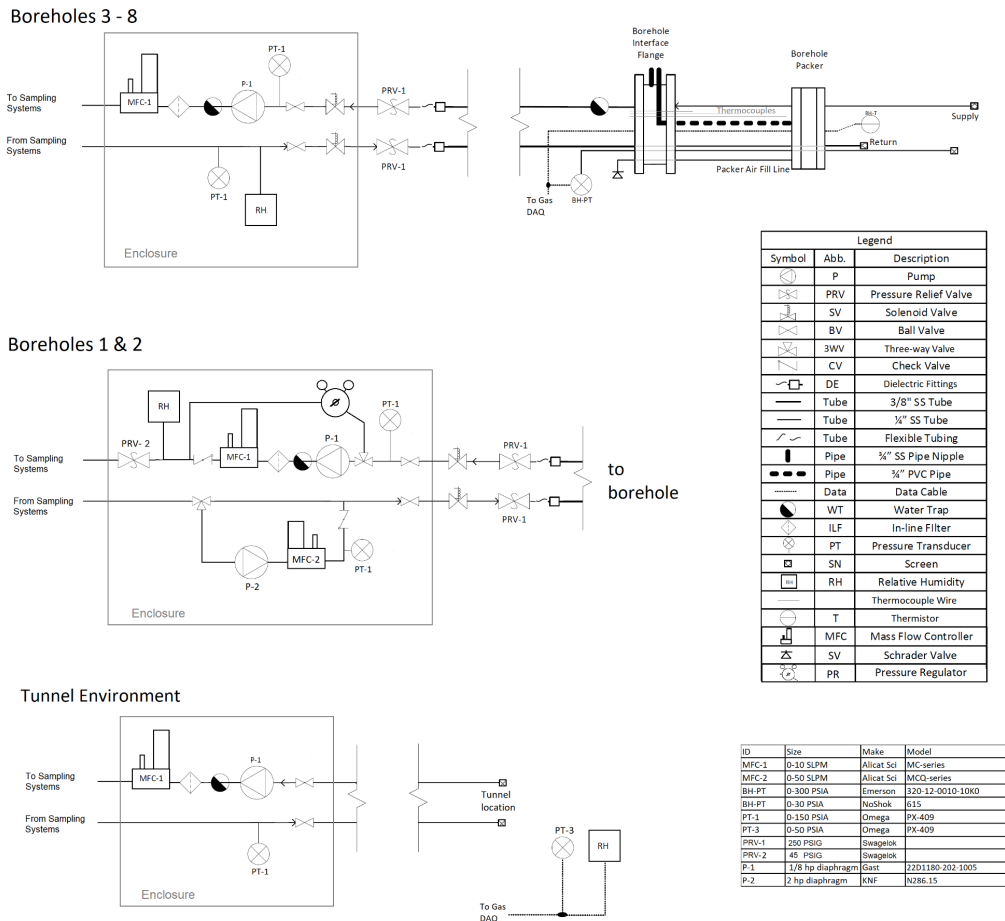 Boreholes 3 - 8
PT-1
P-1
MFC-1
PRV-1
To Sampling
Systems
From Sampling
Systems
PRV-1
PT-1
RH
Enclosure
Borehole
Interface
Flange
Borehole
Packer
Thermocouples
BH-T
Supply
Return
Packer Air Fill Line
To Gas
DAQ
BH-PT
Legend
Symbol Abb. Description
P Pump
PRV Pressure Relief Valve
SV Solenoid Valve
BV Ball Valve
3WV Three-way Valve
CV Check Valve
DE Dielectric Fittings
Tube 3/8" SS Tube
Tube ¼" SS Tube
Tube Flexible Tubing
Pipe ¾" SS Pipe Nipple
Pipe ¾" PVC Pipe
Data Data Cable
WT Water Trap
ILF In-line FIlter
PT Pressure Transducer
SN Screen
RH RH Relative Humidity
Thermocouple Wire
T Thermistor
MFC Mass Flow Controller
SV Schrader Valve
PR Pressure Regulator
Boreholes 1 & 2
RH
PT-1
P-1
PRV- 2
MFC-1
PRV-1
To Sampling
Systems
From Sampling
Systems
PRV-1
PT-1
MFC-2
P-2
Enclosure
to
borehole
Tunnel Environment
P-1
MFC-1
To Sampling
Systems
From Sampling
Systems
PT-1
Enclosure
Tunnel
location
PT-3
RH
To Gas
DAQ
ID Size Make Model
MFC-1 0-10 SLPM Alicat Sci MC-series
MFC-2 0-50 SLPM Alicat Sci MCQ-series
BH-PT 0-300 PSIA Emerson 320-12-0010-10K0
BH-PT 0-30 PSIA NoShok 615
PT-1 0-150 PSIA Omega PX-409
PT-3 0-50 PSIA Omega PX-409
PRV-1 250 PSIG Swagelok
PRV-2 45 PSIG Swagelok
P-1 1/8 hp diaphragm Gast 22D1180-202-1005
P-2 2 hp diaphragm KNF N286.15